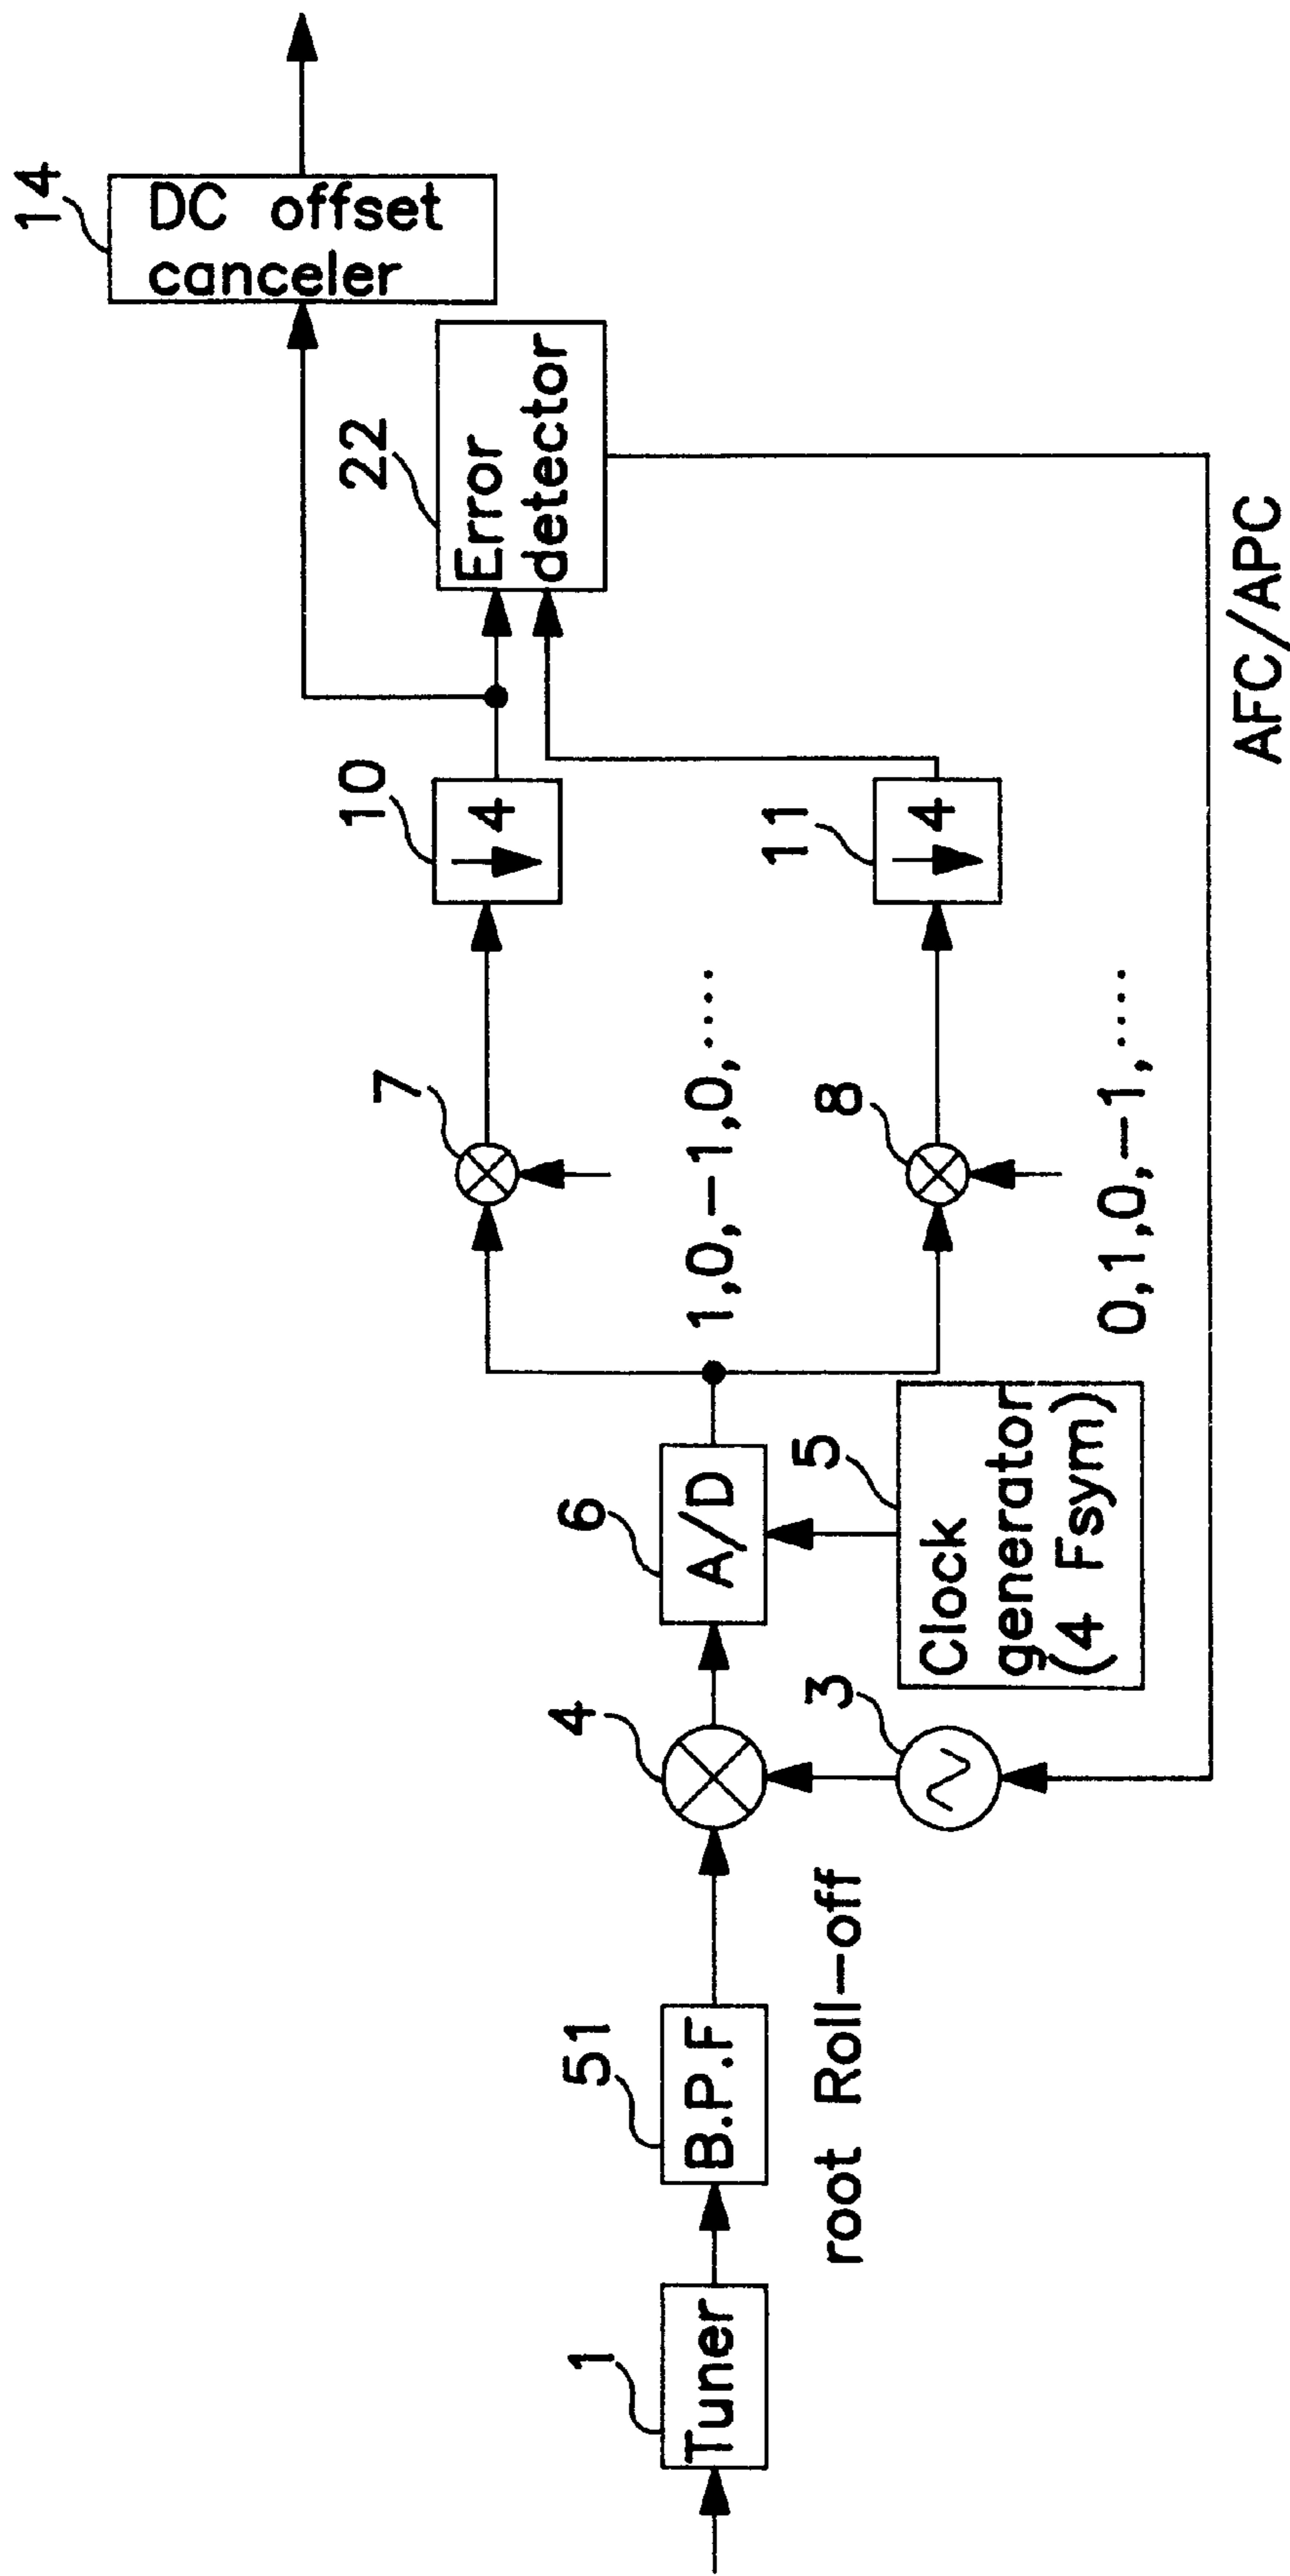 1
Tuner
51
B.P.F
root Roll-off
4
3
6
A/D
5
Clock
generator
(4 Fsym)
7
1,0,-1,0,....
8
0,1,0,-1,....
10
4
11
4
22
Error
detector
14
DC offset
canceler
AFC/APC